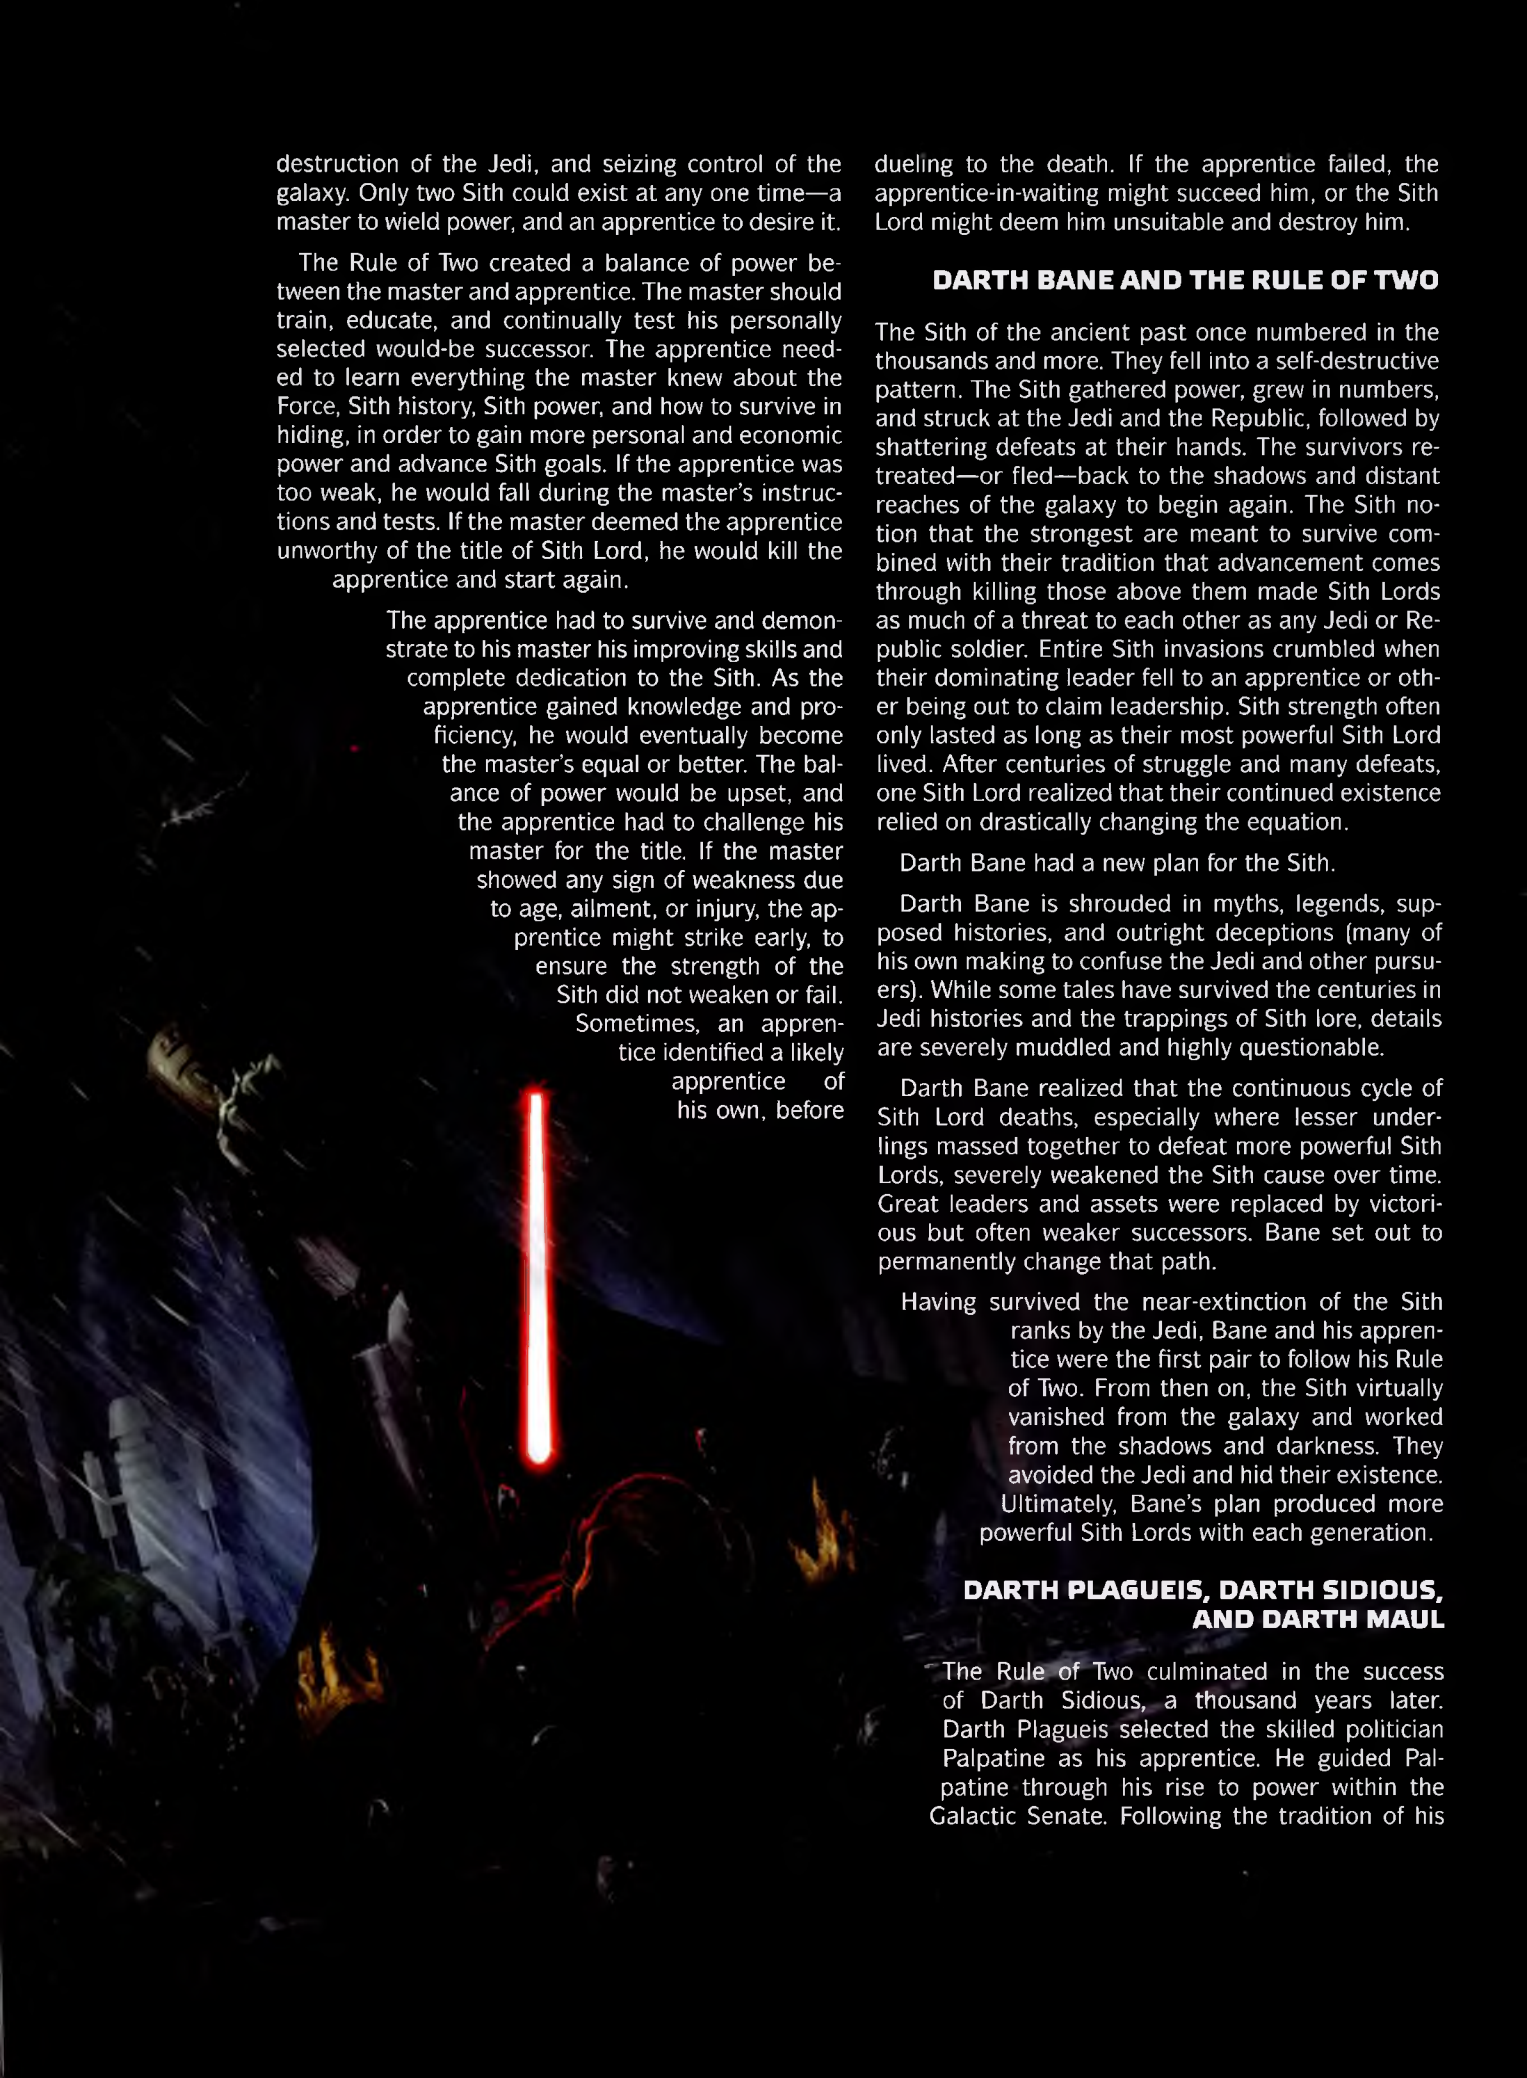 destruction of the Jedi, and seizing control of the
galaxy. Only two Sith could exist at any one time—a
master to wield power, and an apprentice to desire it.
The Rule of Two created a balance of power be-
tween the master and apprentice. The master should
train, educate, and continually test his personally
selected would-be successor. The apprentice need-
ed to learn everything the master knew about the
Force, Sith history, Sith power, and how to survive in
hiding, in order to gain more personal and economic
power and advance Sith goals. If the apprentice was
too weak, he would fall during the master's instruc-
tions and tests. If the master deemed the apprentice
unworthy of the title of Sith Lord, he would kill the
apprentice and start again.
The apprentice had to survive and demon-
strate to his master his improving skills and
complete dedication to the Sith. As the
apprentice gained knowledge and pro-
ficiency, he would eventually become
the master's equal or better. The bal-
ance of power would be upset, and
the apprentice had to challenge his
master for the title. If the master
showed any sign of weakness due
to age, ailment, or injury, the ap-
prentice might strike early, to
ensure the strength of the
Sith did not weaken or fail.
Sometimes, an appren-
tice identified a likely
apprentice of
his own, before
dueling to the death. If the apprentice failed, the
apprentice-in-waiting might succeed him, or the Sith
Lord might deem him unsuitable and destroy him.
DARTH BANE AND THE RULE OF TWO
The Sith of the ancient past once numbered in the
thousands and more. They fell into a self-destructive
pattern. The Sith gathered power, grew in numbers,
and struck at the Jedi and the Republic, followed by
shattering defeats at their hands. The survivors re-
treated—or fled—back to the shadows and distant
reaches of the galaxy to begin again. The Sith no-
tion that the strongest are meant to survive com-
bined with their tradition that advancement comes
through killing those above them made Sith Lords
as much of a threat to each other as any Jedi or Re-
public soldier. Entire Sith invasions crumbled when
their dominating leader fell to an apprentice or oth-
er being out to claim leadership. Sith strength often
only lasted as long as their most powerful Sith Lord
lived. After centuries of struggle and many defeats,
one Sith Lord realized that their continued existence
relied on drastically changing the equation.
Darth Bane had a new plan for the Sith.
Darth Bane is shrouded in myths, legends, sup-
posed histories, and outright deceptions (many of
his own making to confuse the Jedi and other pursu-
ers). While some tales have survived the centuries in
Jedi histories and the trappings of Sith lore, details
are severely muddled and highly questionable.
Darth Bane realized that the continuous cycle of
Sith Lord deaths, especially where lesser under-
lings massed together to defeat more powerful Sith
Lords, severely weakened the Sith cause over time.
Great leaders and assets were replaced by victori-
ous but often weaker successors. Bane set out to
permanently change that path.
Having survived the near-extinction of the Sith
ranks by the Jedi, Bane and his appren-
tice were the first pair to follow his Rule
of Two. From then on, the Sith virtually
vanished from the galaxy and worked
from the shadows and darkness. They
avoided the Jedi and hid their existence.
Ultimately, Bane's plan produced more
powerful Sith Lords with each generation.
DARTH PLAGUEIS, DARTH SIDIOUS,
AND DARTH MAUL
The Rule of Two culminated in the success
of Darth Sidious, a thousand years later.
Darth Plagueis selected the skilled politician
Palpatine as his apprentice. He guided Pal-
patine through his rise to power within the
Galactic Senate. Following the tradition of his